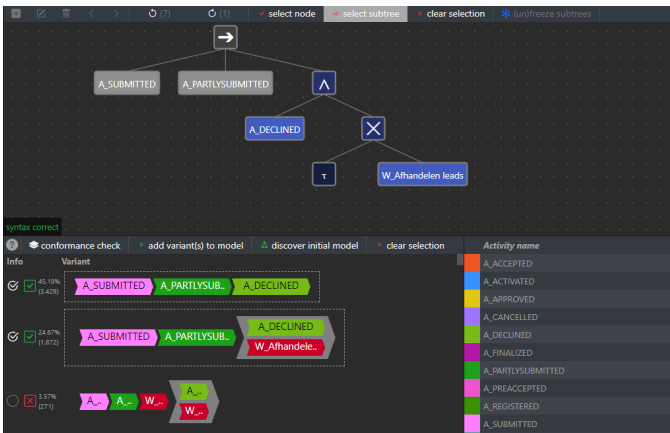 (7) (1) select node select subtree clear selection (un)freeze subtrees
→
A_SUBMITTED A_PARTLYSUBMITTED ∧
A_DECLINED ✕
τ W_Afhandelen leads
syntax correct
? conformance check + add variant(s) to model discover initial model clear selection
Info Variant
45.19%
(3,429)
A_SUBMITTED A_PARTLYSUB.. A_DECLINED
24.67%
(1,872)
A_SUBMITTED A_PARTLYSUB..
A_DECLINED
W_Afhandele..
3.57%
(271)
A_.. A_.. W_..
A_..
W_..
Activity name
A_ACCEPTED
A_ACTIVATED
A_APPROVED
A_CANCELLED
A_DECLINED
A_FINALIZED
A_PARTLYSUBMITTED
A_PREACCEPTED
A_REGISTERED
A_SUBMITTED